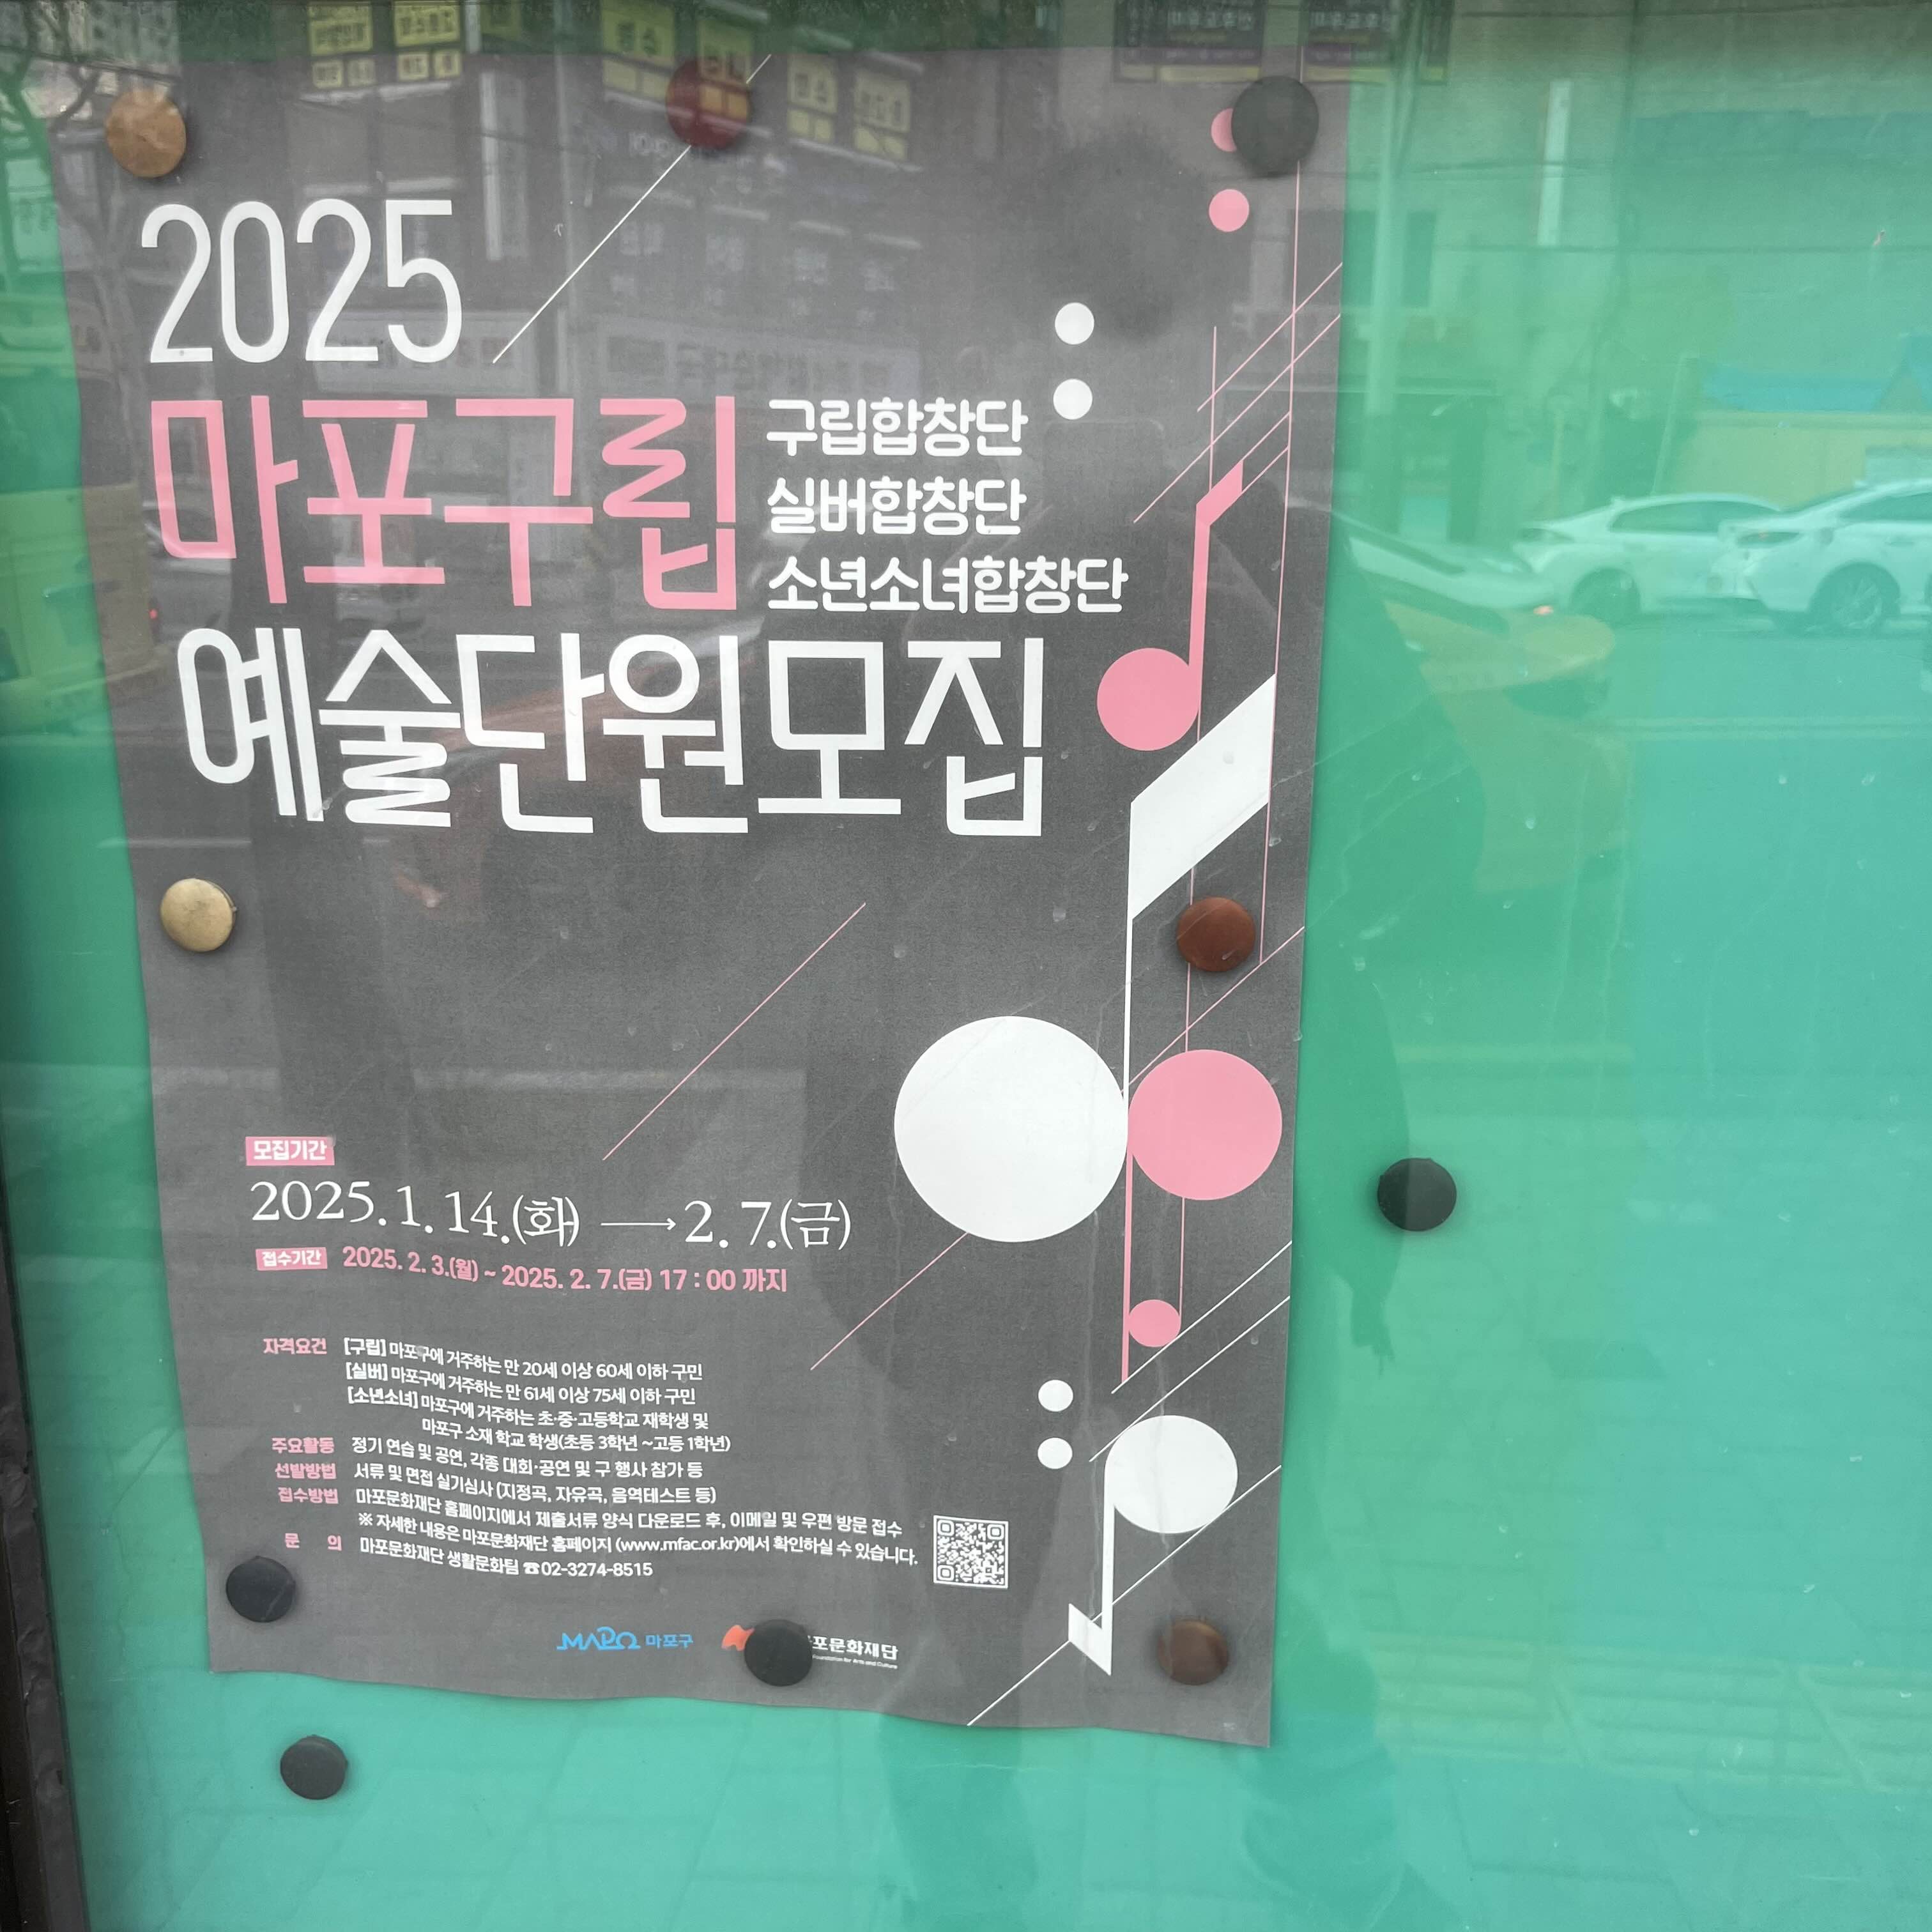 2025
마포구립
구립합창단
실버합창단
소년소녀합창단
예술단원모집
모집기간
2025. 1. 14.(화) → 2. 7.(금)
접수기간 2025. 2. 3.(월) ~ 2025. 2. 7.(금) 17 : 00 까지
자격요건 [구립] 마포구에 거주하는 만 20세 이상 60세 이하 구민
[실버] 마포구에 거주하는 만 61세 이상 75세 이하 구민
[소년소녀] 마포구에 거주하는 초·중·고등학교 재학생 및
마포구 소재 학교 학생(초등 3학년 ~고등 1학년)
주요활동 정기 연습 및 공연, 각종 대회·공연 및 구 행사 참가 등
선발방법 서류 및 면접 실기심사 (지정곡, 자유곡, 음역테스트 등)
접수방법 마포문화재단 홈페이지에서 제출서류 양식 다운로드 후, 이메일 및 우편 방문 접수
※ 자세한 내용은 마포문화재단 홈페이지 (www.mfac.or.kr)에서 확인하실 수 있습니다.
문 의 마포문화재단 생활문화팀 ☎02-3274-8515
MAPO 마포구
포문화재단
Foundation for Arts and Culture